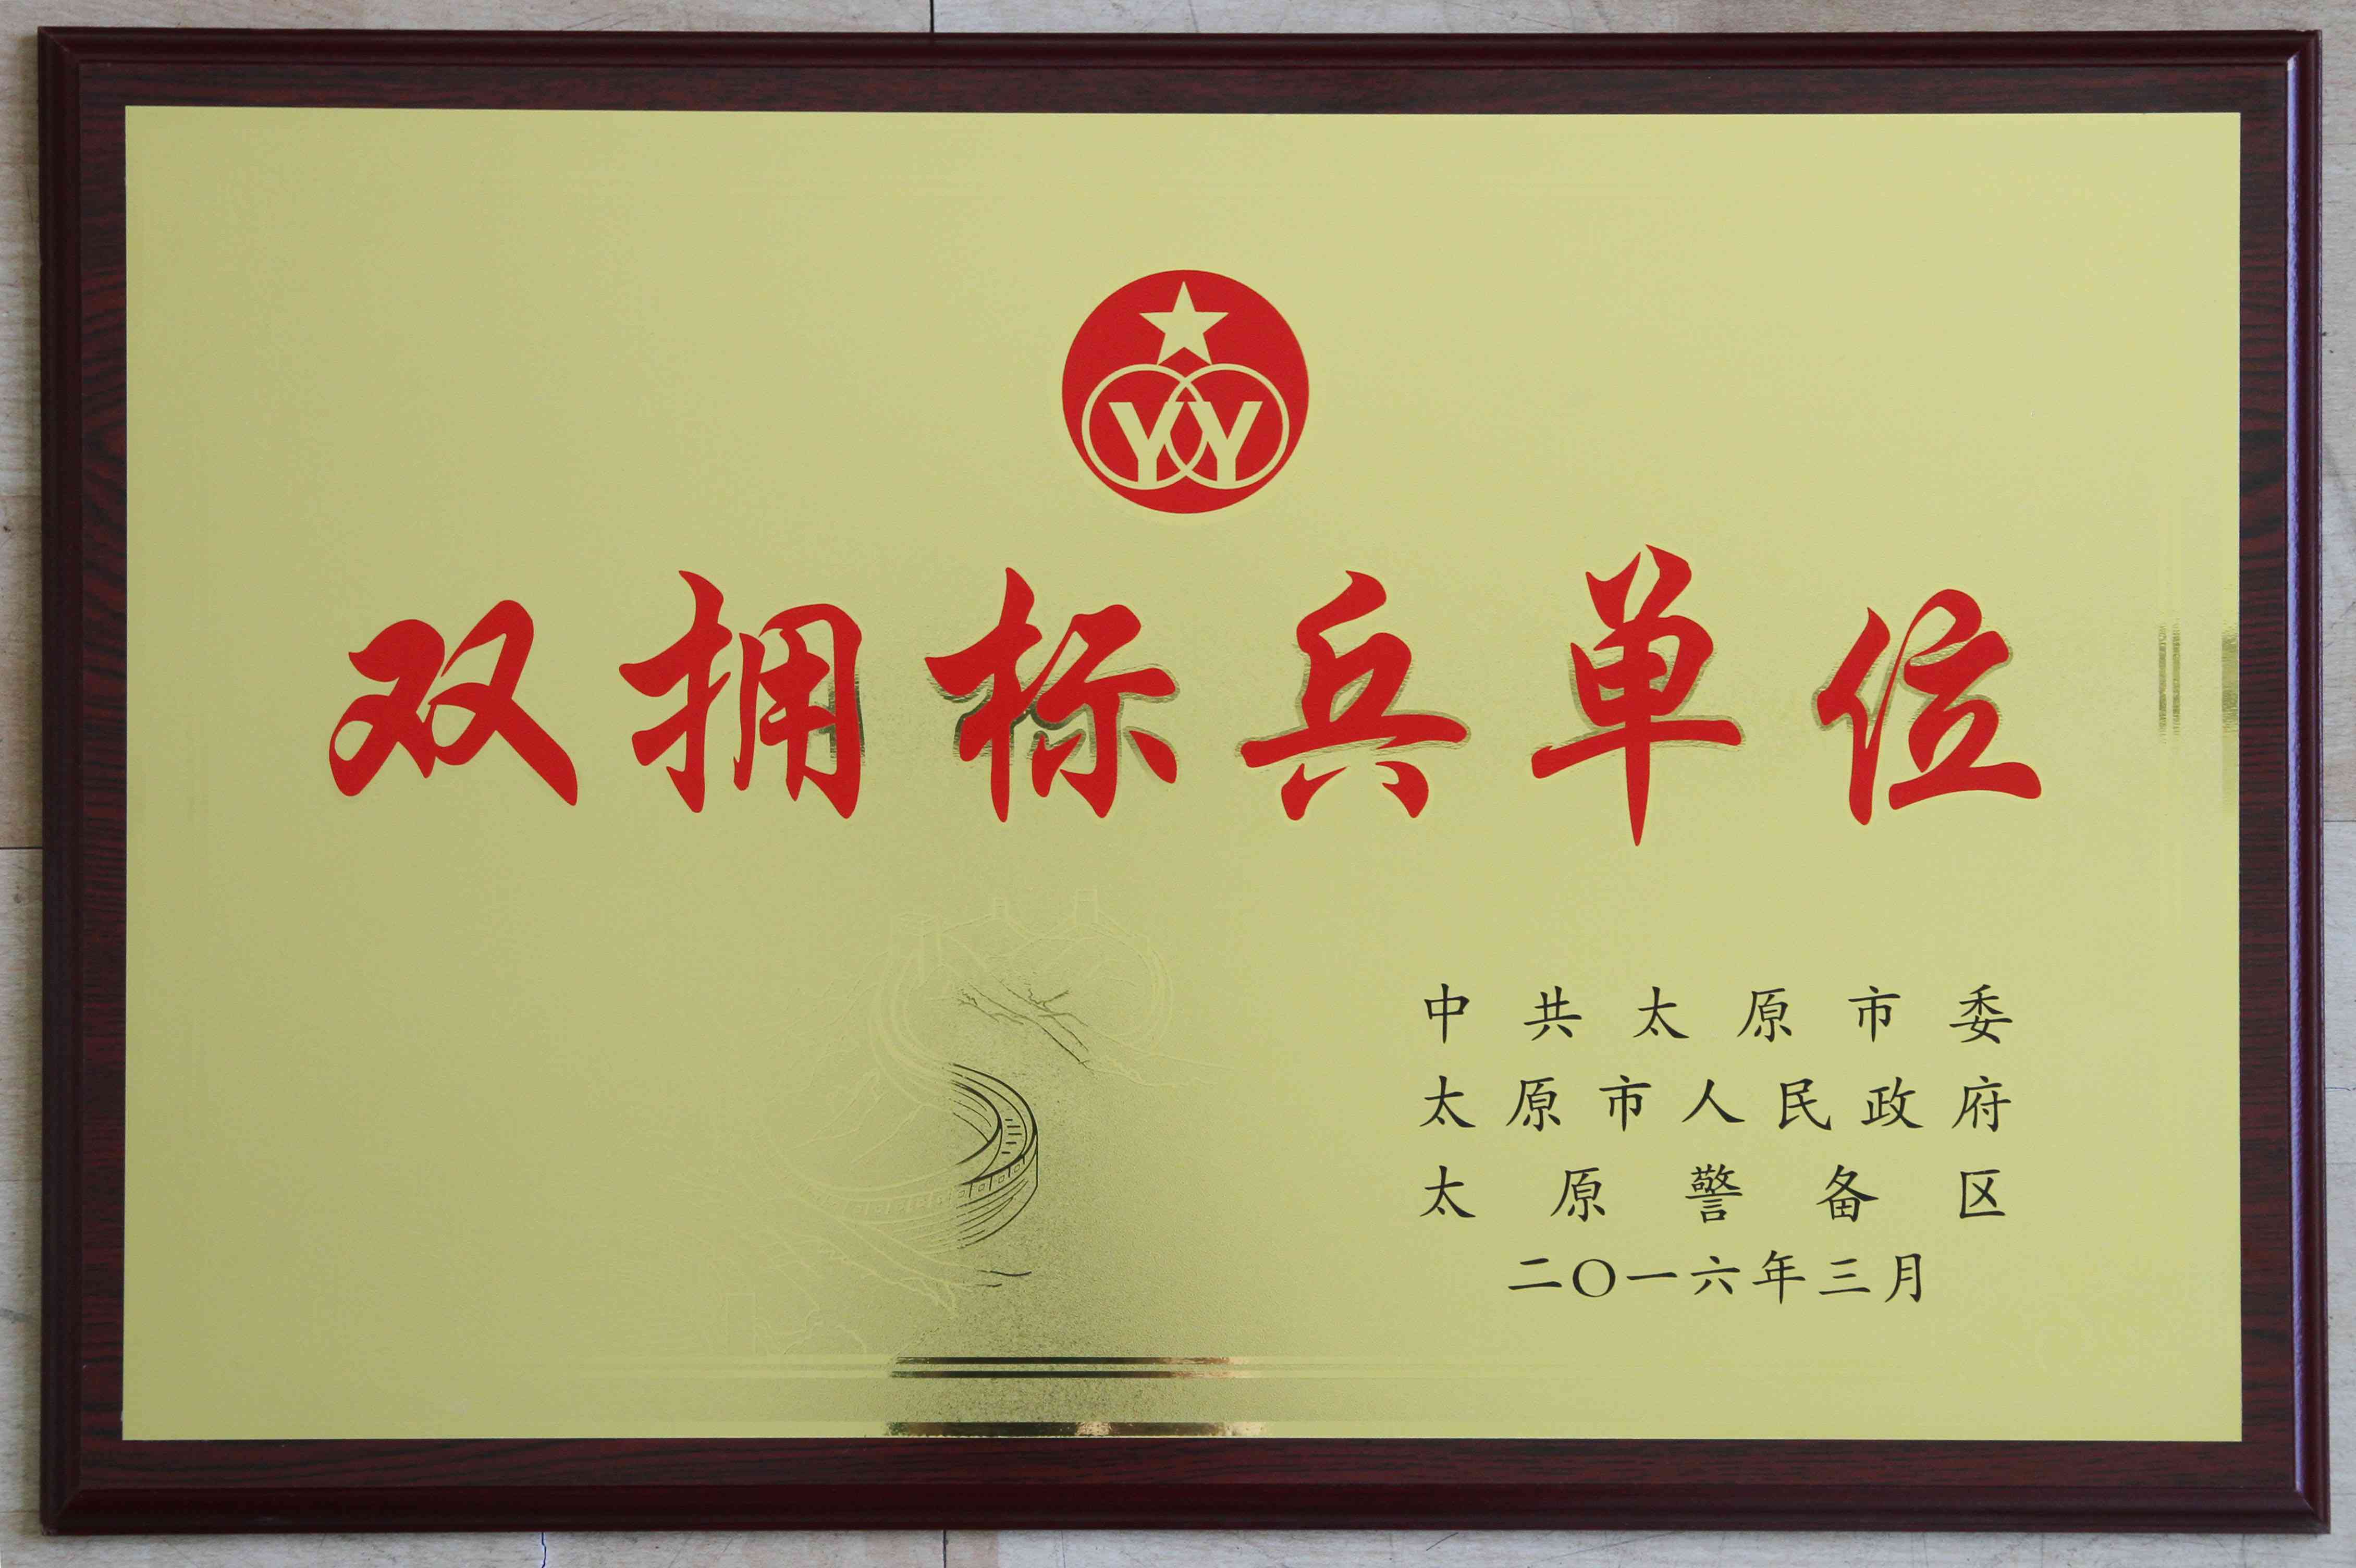 YY
双拥标兵单位
中共太原市委
太原市人民政府
太原警备区
二〇一六年三月